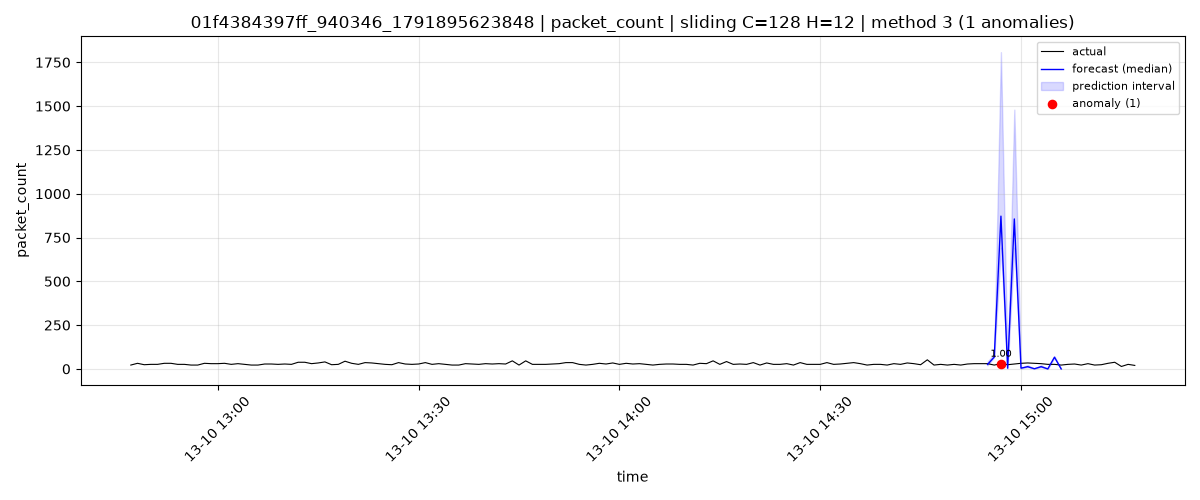 01f4384397ff_940346_1791895623848 | packet_count | sliding C=128 H=12 | method 3 (1 anomalies)
actual
forecast (median)
prediction interval
anomaly (1)
packet_count
1750
1500
1250
1000
750
500
250
0
1.00
13-10 13:00
13-10 13:30
13-10 14:00
13-10 14:30
13-10 15:00
time